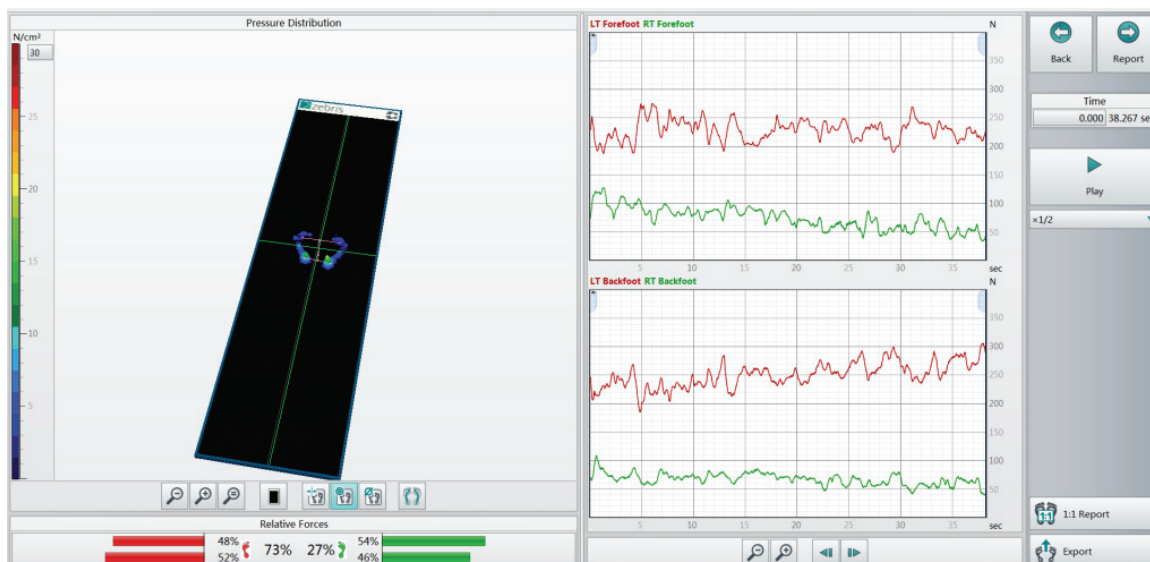 Pressure Distribution
N/cm²
30
25
20
15
10
5
zebris
Relative Forces
48% 73% 27% 54%
52% 46%
LT Forefoot RT Forefoot N
350
300
250
200
150
100
50
5 10 15 20 25 30 35 sec
LT Backfoot RT Backfoot N
350
300
250
200
150
100
50
5 10 15 20 25 30 35 sec
Back Report
Time
0.000 38.267 se
Play
×1/2
1:1 1:1 Report
Export